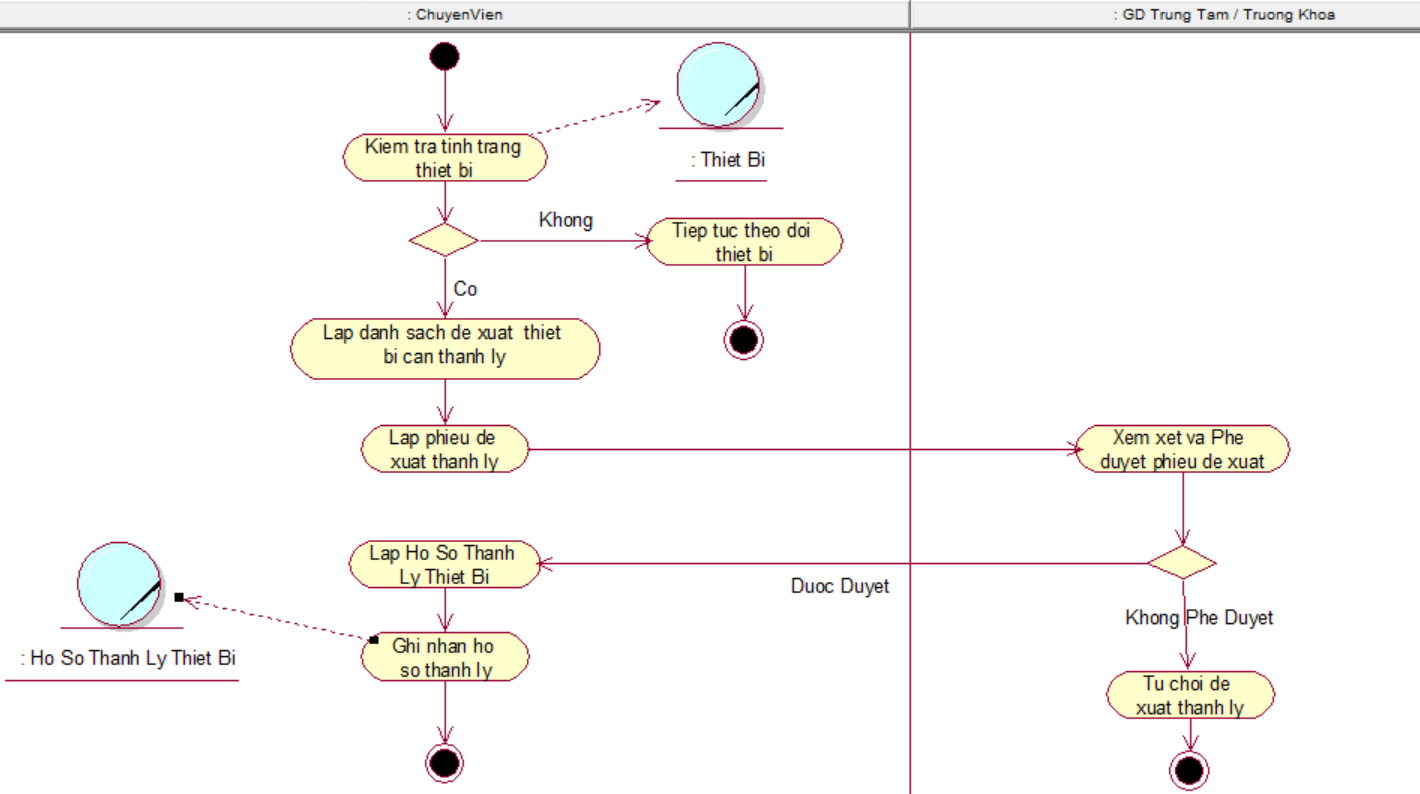 : ChuyenVien
: GD Trung Tam / Truong Khoa
Kiem tra tinh trang
thiet bi
: Thiet Bi
Khong
Tiep tuc theo doi
thiet bi
Co
Lap danh sach de xuat thiet
bi can thanh ly
Lap phieu de
xuat thanh ly
Xem xet va Phe
duyet phieu de xuat
Lap Ho So Thanh
Ly Thiet Bi
Duoc Duyet
Khong Phe Duyet
Ghi nhan ho
so thanh ly
: Ho So Thanh Ly Thiet Bi
Tu choi de
xuat thanh ly